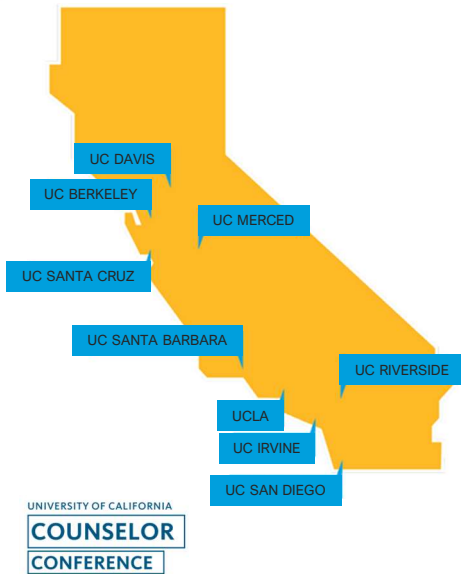 UC DAVIS
UC BERKELEY
UC MERCED
UC SANTA CRUZ
UC SANTA BARBARA
UC RIVERSIDE
UCLA
UC IRVINE
UC SAN DIEGO
UNIVERSITY OF CALIFORNIA
COUNSELOR
CONFERENCE